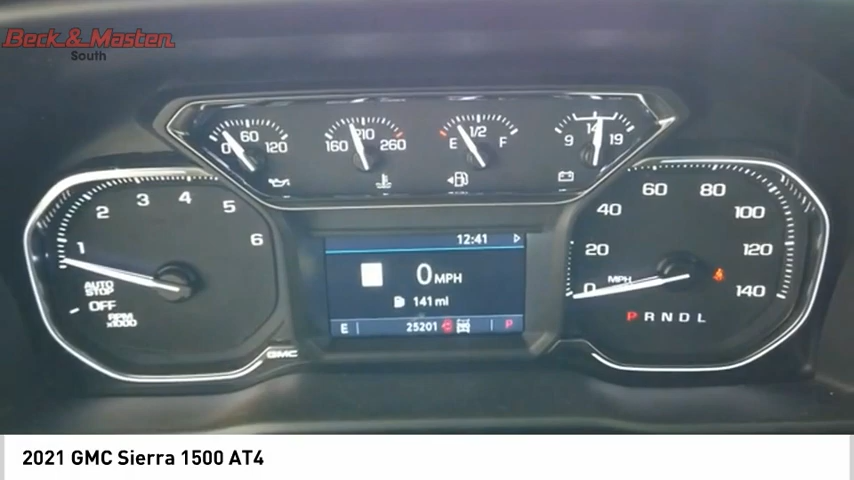 Beck & Masten
South
0 60 120
160 210 260
E 1/2 F
9 14 19
1 2 3 4 5 6
AUTO STOP
OFF
RPM x1000
GMC
12:41
0 MPH
141 mi
E 25201 P
0 20 40 60 80 100 120 140
MPH
P R N D L
2021 GMC Sierra 1500 AT4